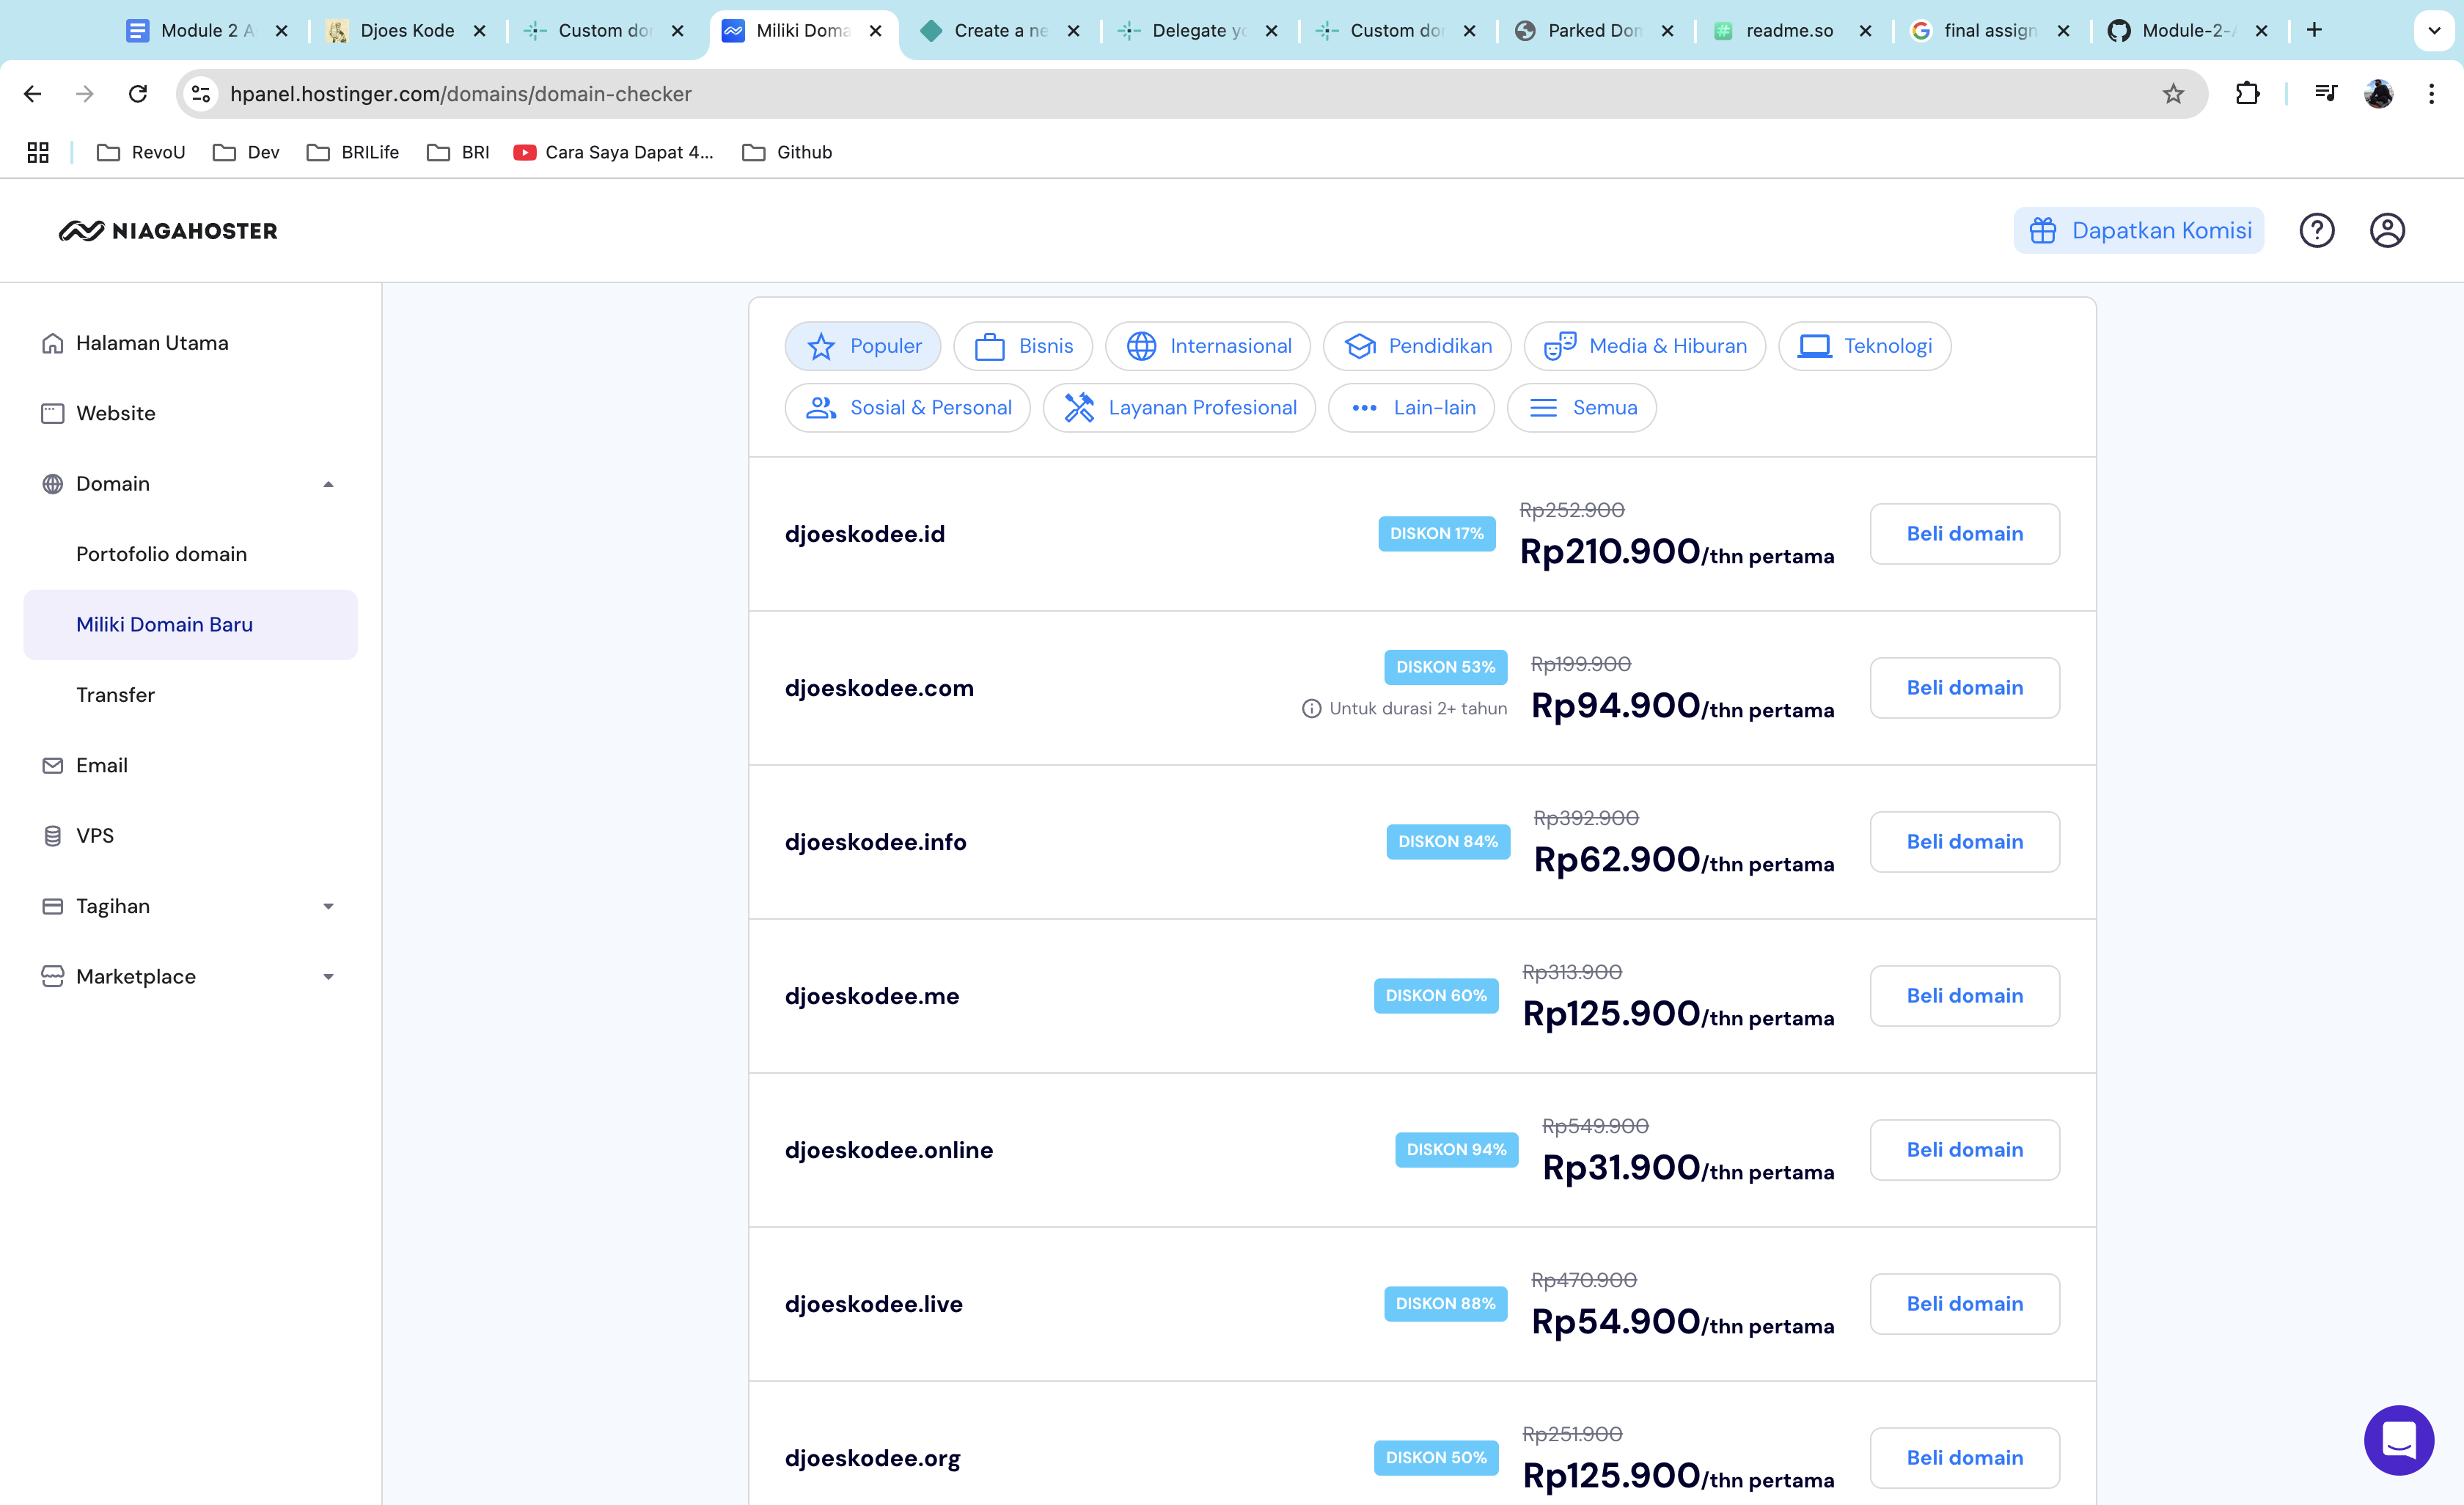 Module 2 A
Djoes Kode
Custom do
Miliki Doma
Create a ne
Delegate yo
Custom do
Parked Dom
readme.so
final assign
Module-2-
hpanel.hostinger.com/domains/domain-checker
RevoU
Dev
BRILife
BRI
Cara Saya Dapat 4...
Github
NIAGAHOSTER
Dapatkan Komisi
Halaman Utama
Website
Domain
Portofolio domain
Miliki Domain Baru
Transfer
Email
VPS
Tagihan
Marketplace
Populer
Bisnis
Internasional
Pendidikan
Media & Hiburan
Teknologi
Sosial & Personal
Layanan Profesional
Lain-lain
Semua
djoeskodee.id
DISKON 17%
Rp252.900
Rp210.900/thn pertama
Beli domain
djoeskodee.com
DISKON 53%
Untuk durasi 2+ tahun
Rp199.900
Rp94.900/thn pertama
Beli domain
djoeskodee.info
DISKON 84%
Rp392.900
Rp62.900/thn pertama
Beli domain
djoeskodee.me
DISKON 60%
Rp313.900
Rp125.900/thn pertama
Beli domain
djoeskodee.online
DISKON 94%
Rp549.900
Rp31.900/thn pertama
Beli domain
djoeskodee.live
DISKON 88%
Rp470.900
Rp54.900/thn pertama
Beli domain
djoeskodee.org
DISKON 50%
Rp251.900
Rp125.900/thn pertama
Beli domain